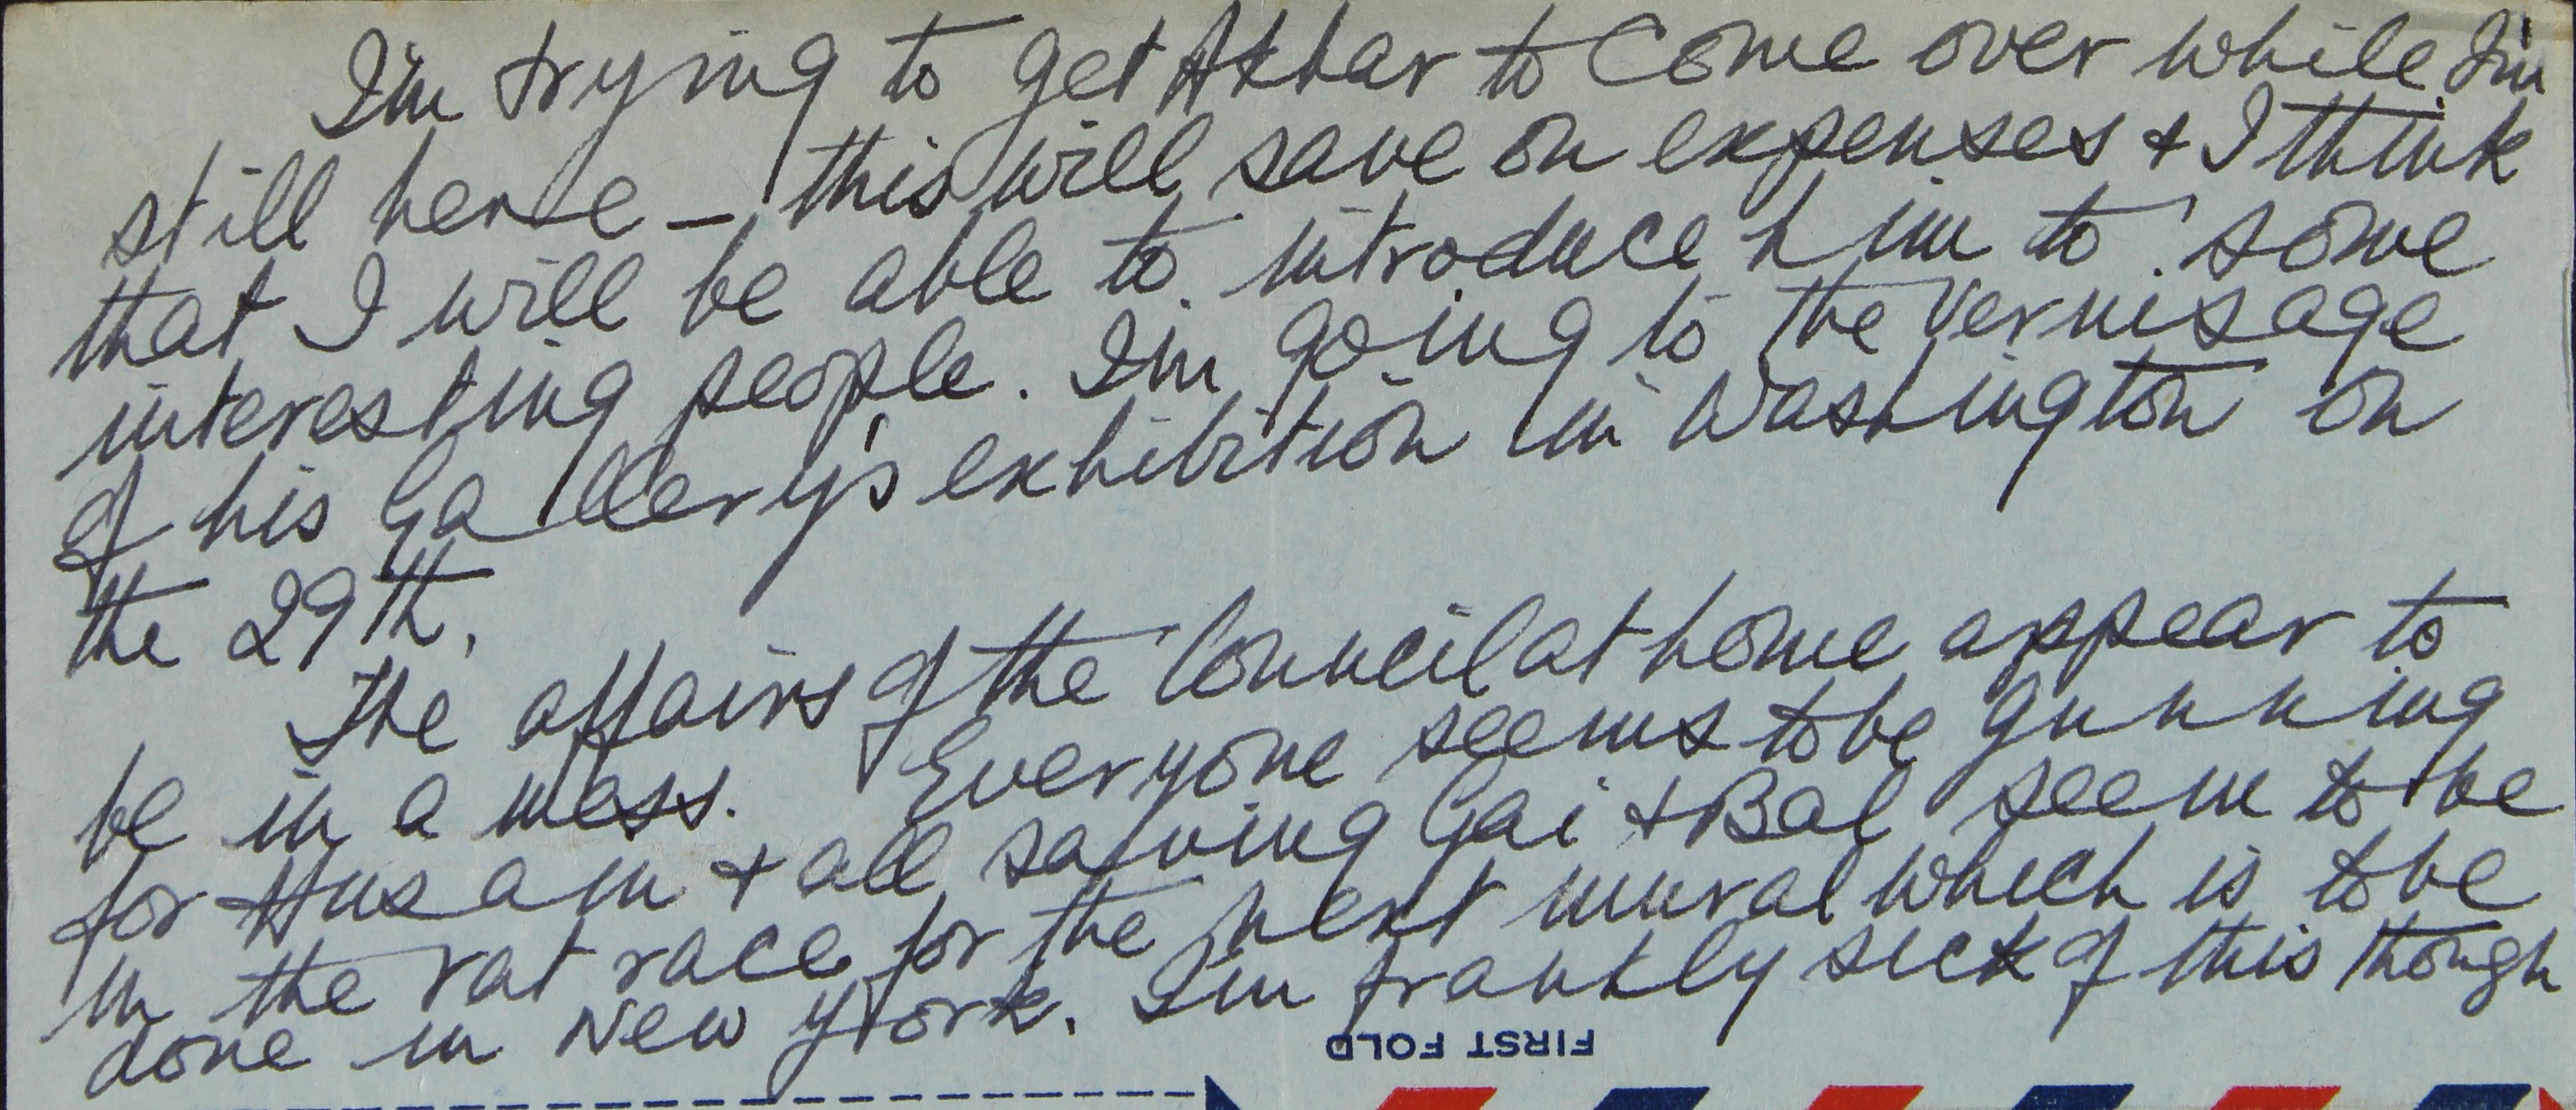 I'm trying to get Akbar to come over while I'm
still here – this will save on expenses + I think
that I will be able to introduce him to some
interesting people. I'm going to the vernisage
of his Gallery's exhibition in Washington on
the 29th.
The affairs of the Council at home appear to
be in a mess. Everyone seems to be gunning
for Husain + all saving Gai + Bal seem to be
in the rat race for the next mural which is to be
done in New York. I'm frankly sick of this though
FIRST FOLD